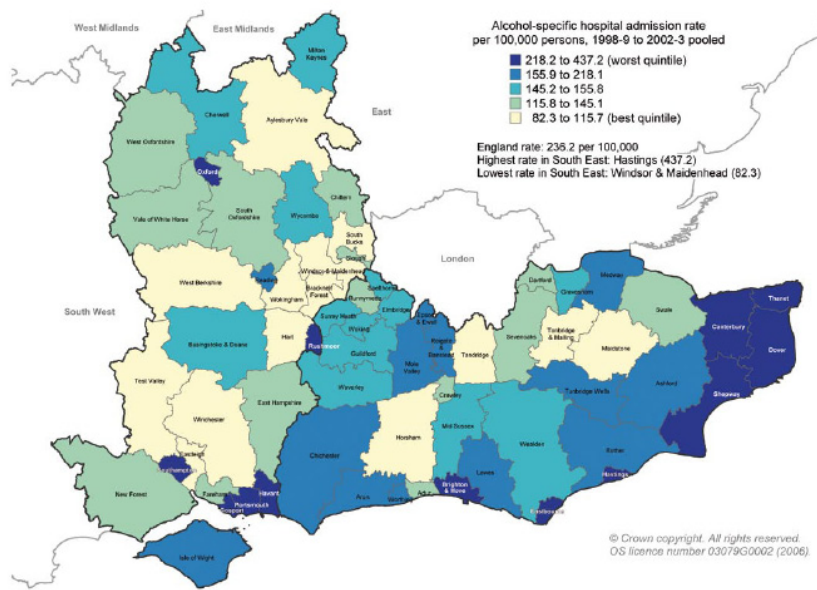 Alcohol-specific hospital admission rate
per 100,000 persons, 1998-9 to 2002-3 pooled
218.2 to 437.2 (worst quintile)
155.9 to 218.1
145.2 to 155.8
115.8 to 145.1
82.3 to 115.7 (best quintile)
England rate: 236.2 per 100,000
Highest rate in South East: Hastings (437.2)
Lowest rate in South East: Windsor & Maidenhead (82.3)
West Midlands
East Midlands
East
London
South West
Milton
Keynes
Cherwell
Aylesbury Vale
West Oxfordshire
Oxford
Vale of White Horse
South
Oxfordshire
Wycombe
Chiltern
South
Bucks
Slough
West Berkshire
Reading
Windsor & Maidenhead
Wokingham
Bracknell
Forest
Runnymede
Spelthorne
Elmbridge
Epsom
& Ewell
Surrey Heath
Woking
Rushmoor
Guildford
Mole
Valley
Reigate &
Banstead
Tandridge
Waverley
Hart
Basingstoke & Deane
Test Valley
Winchester
East Hampshire
Eastleigh
Southampton
New Forest
Fareham
Gosport
Portsmouth
Havant
Isle of Wight
Chichester
Arun
Worthing
Adur
Horsham
Crawley
Mid Sussex
Brighton
& Hove
Lewes
Wealden
Eastbourne
Rother
Hastings
Dartford
Gravesham
Medway
Swale
Sevenoaks
Tonbridge
& Malling
Maidstone
Tunbridge Wells
Ashford
Canterbury
Thanet
Dover
Shepway
© Crown copyright. All rights reserved.
OS licence number 03079G0002 (2006).